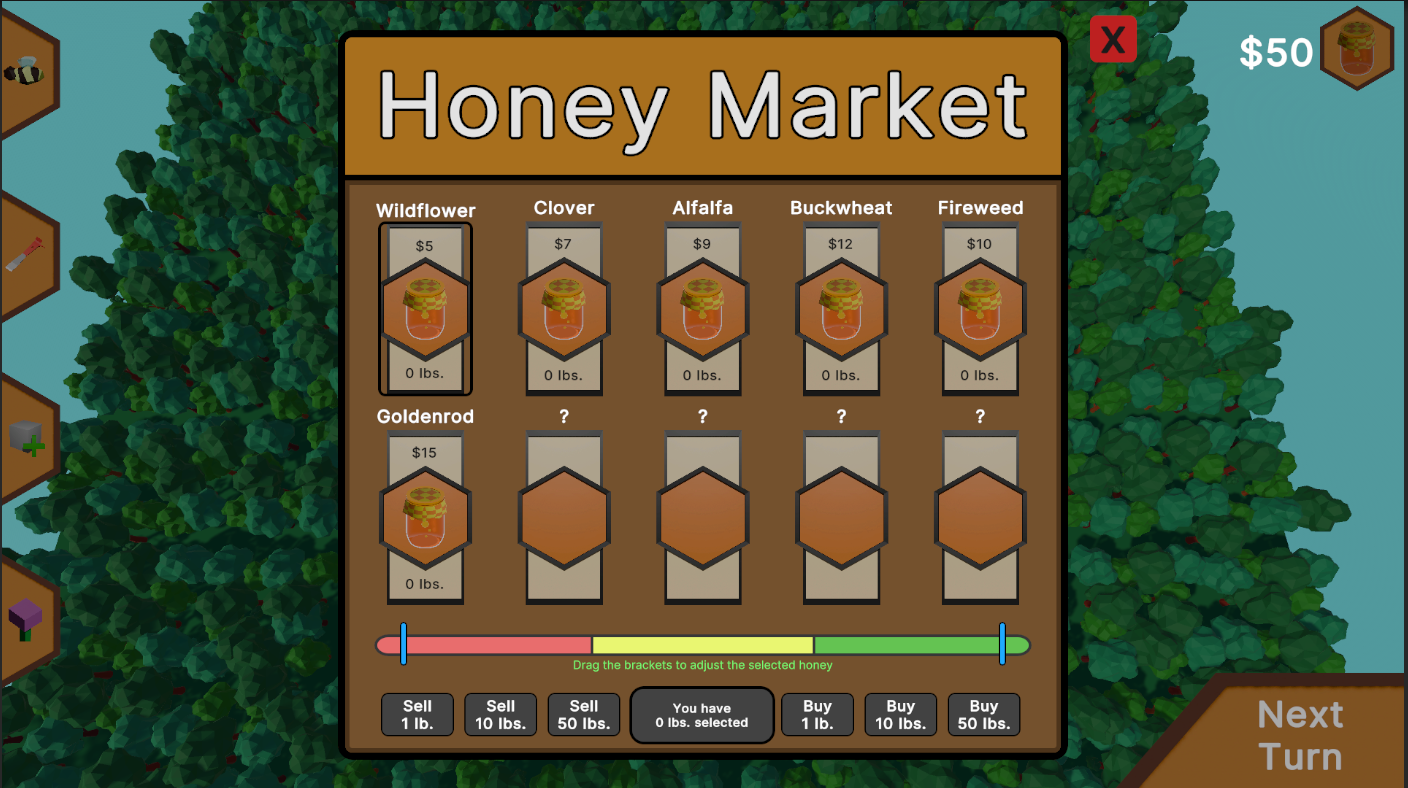 X
$50
Honey Market
Wildflower
Clover
Alfalfa
Buckwheat
Fireweed
$5
$7
$9
$12
$10
0 lbs.
0 lbs.
0 lbs.
0 lbs.
0 lbs.
Goldenrod
?
?
?
?
$15
0 lbs.
Drag the brackets to adjust the selected honey
Sell
1 lb.
Sell
10 lbs.
Sell
50 lbs.
You have
0 lbs. selected
Buy
1 lb.
Buy
10 lbs.
Buy
50 lbs.
Next
Turn